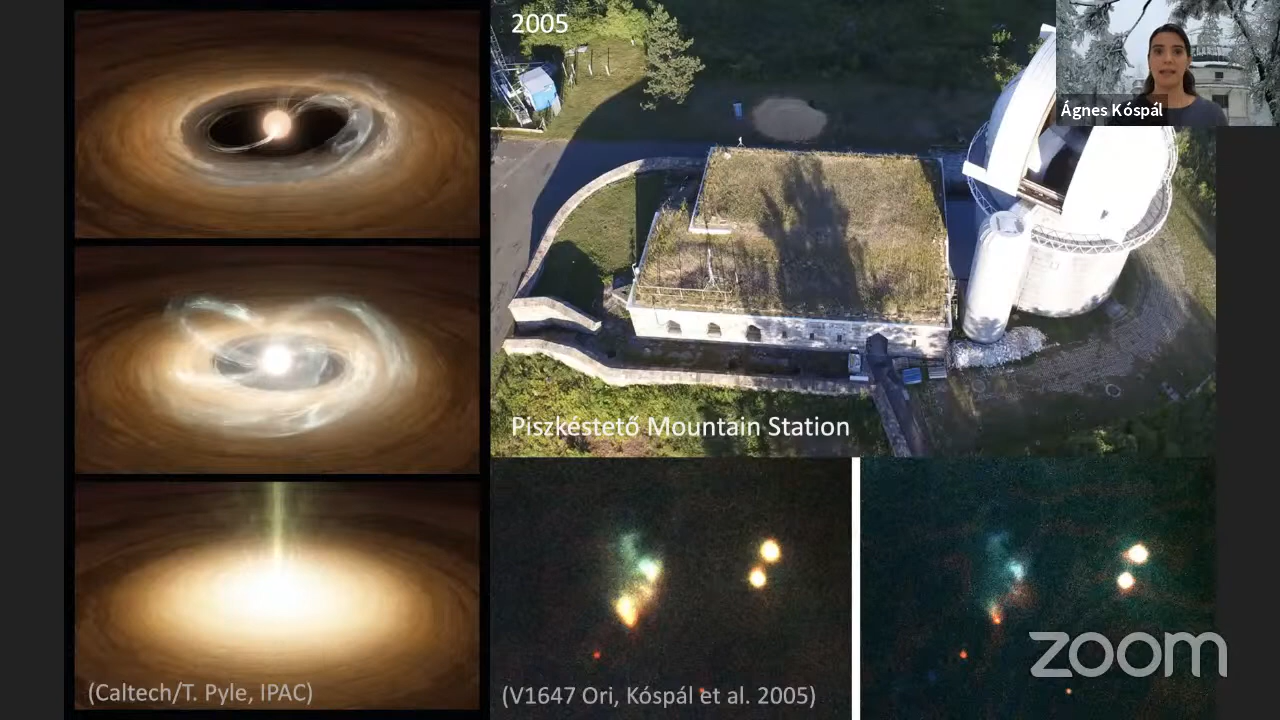 2005
Ágnes Kóspál
Piszkéstető Mountain Station
(Caltech/T. Pyle, IPAC)
(V1647 Ori, Kóspál et al. 2005)
zoom